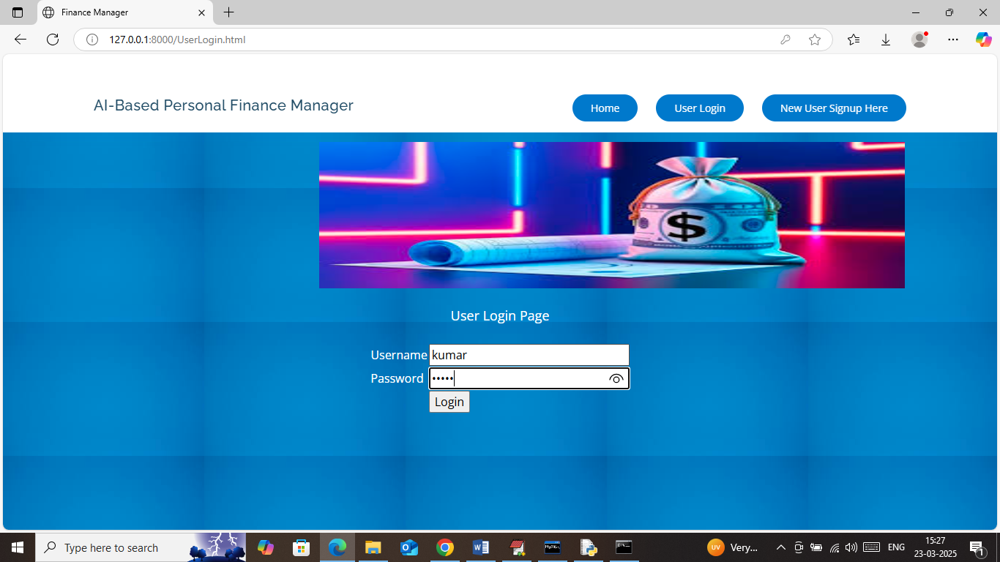 Finance Manager
127.0.0.1:8000/UserLogin.html
AI-Based Personal Finance Manager
Home
User Login
New User Signup Here
$
User Login Page
Username kumar
Password •••••
Login
Type here to search
UV Very...
ENG
15:27
23-03-2025
1